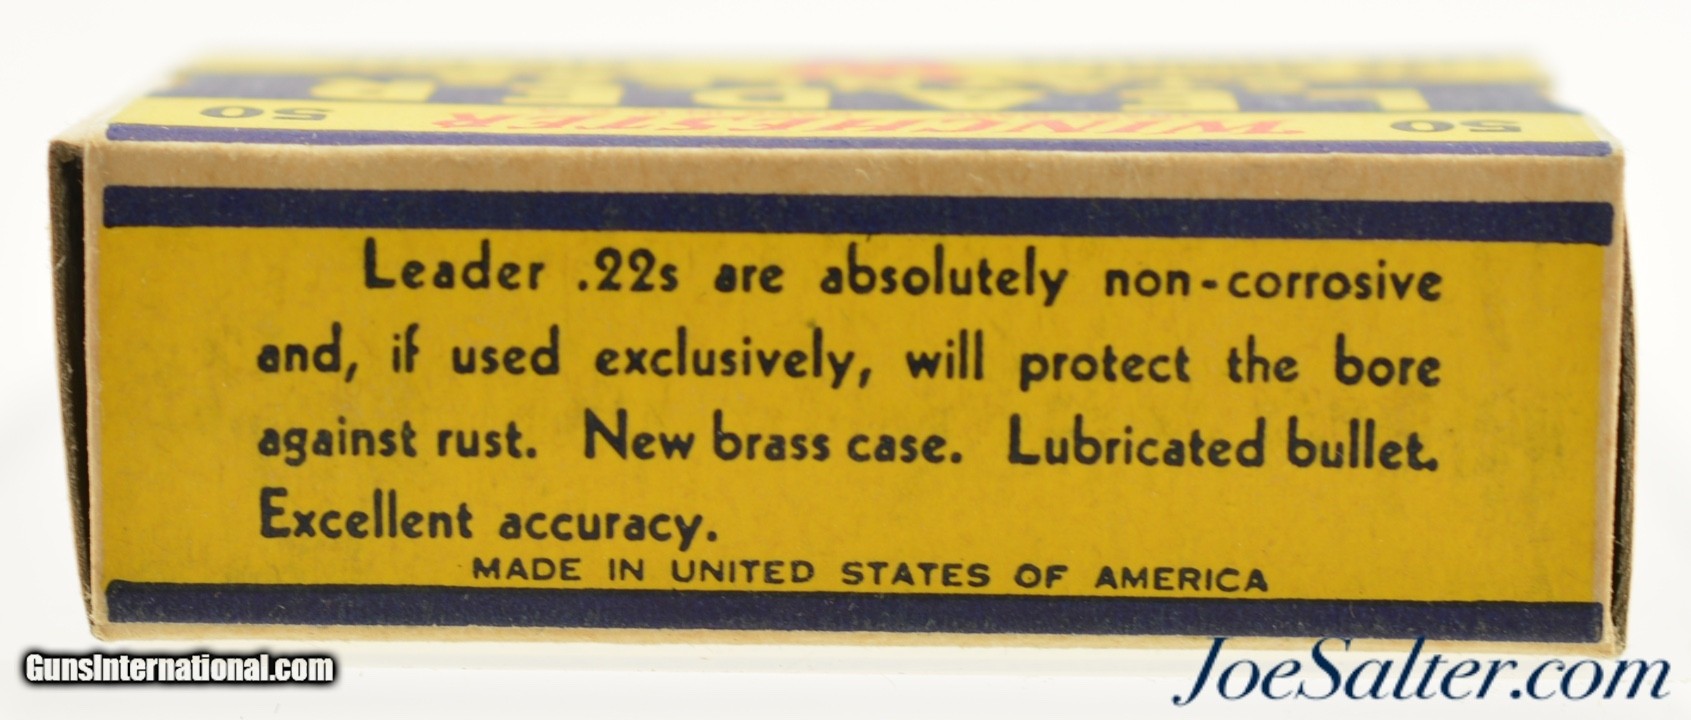 50 WINCHESTER 50
LEADER
Leader .22s are absolutely non-corrosive
and, if used exclusively, will protect the bore
against rust. New brass case. Lubricated bullet.
Excellent accuracy.
MADE IN UNITED STATES OF AMERICA
GunsInternational.com
JoeSalter.com